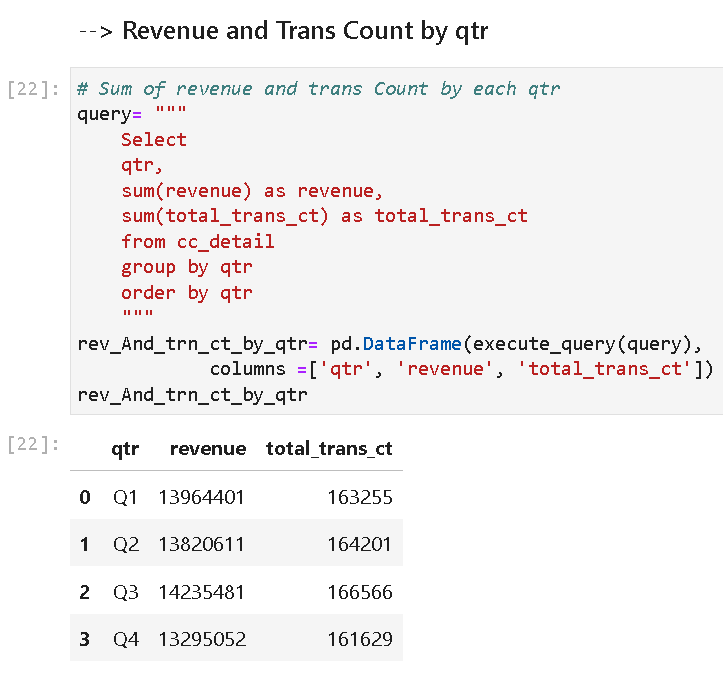 --> Revenue and Trans Count by qtr
[22]: # Sum of revenue and trans Count by each qtr
query= """
Select
qtr,
sum(revenue) as revenue,
sum(total_trans_ct) as total_trans_ct
from cc_detail
group by qtr
order by qtr
"""
rev_And_trn_ct_by_qtr= pd.DataFrame(execute_query(query),
columns =['qtr', 'revenue', 'total_trans_ct'])
rev_And_trn_ct_by_qtr
[22]: qtr revenue total_trans_ct
0 Q1 13964401 163255
1 Q2 13820611 164201
2 Q3 14235481 166566
3 Q4 13295052 161629